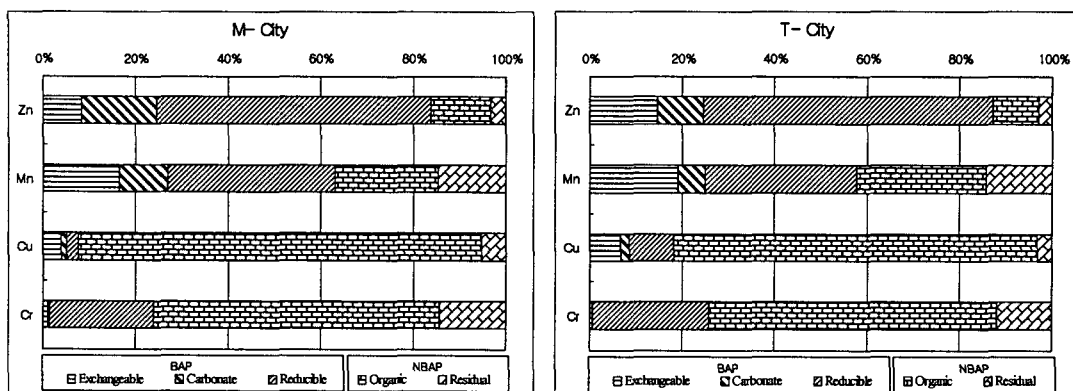 M- City
0% 20% 40% 60% 80% 100%
Zn
Mn
Cu
Cr
BAP NBAP
Exchangeable Carbonate Reducible Organic Residual
T- City
0% 20% 40% 60% 80% 100%
Zn
Mn
Cu
Cr
BAP NBAP
Exchangeable Carbonate Reducible Organic Residual